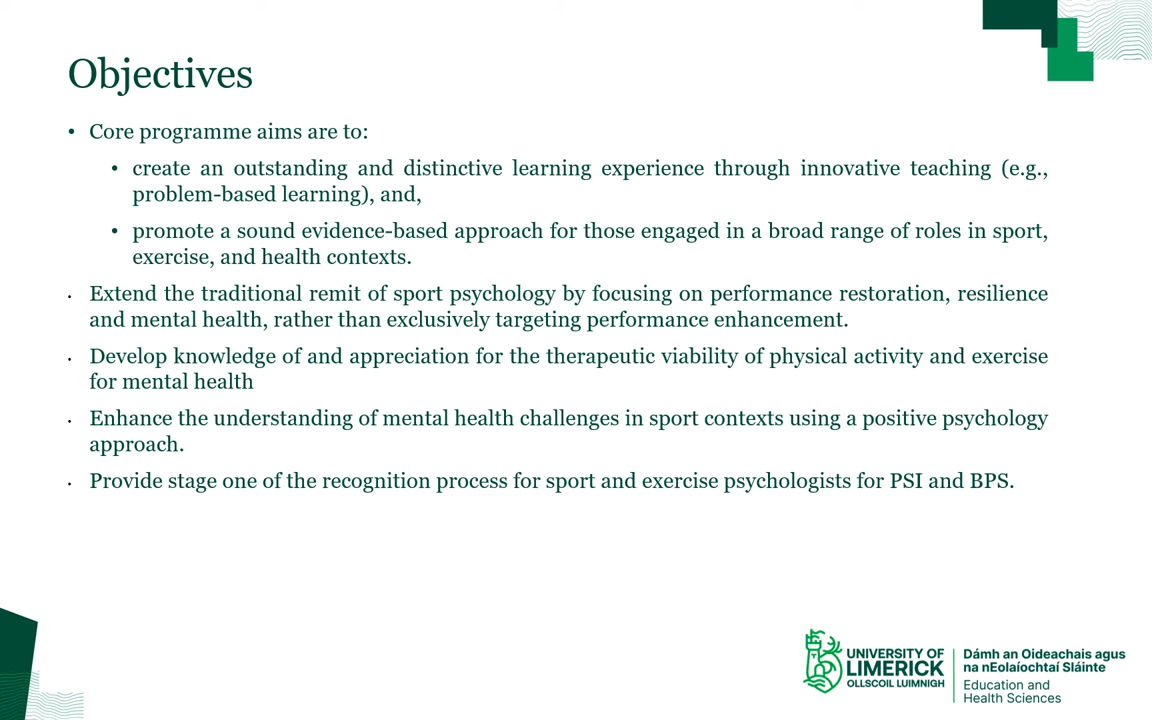 Objectives
• Core programme aims are to:
• create an outstanding and distinctive learning experience through innovative teaching (e.g.,
problem-based learning), and,
• promote a sound evidence-based approach for those engaged in a broad range of roles in sport,
exercise, and health contexts.
• Extend the traditional remit of sport psychology by focusing on performance restoration, resilience
and mental health, rather than exclusively targeting performance enhancement.
• Develop knowledge of and appreciation for the therapeutic viability of physical activity and exercise
for mental health
• Enhance the understanding of mental health challenges in sport contexts using a positive psychology
approach.
• Provide stage one of the recognition process for sport and exercise psychologists for PSI and BPS.
UNIVERSITY OF
LIMERICK
OLLSCOIL LUIMNIGH
Dámh an Oideachais agus
na nEolaíochtaí Sláinte
Education and
Health Sciences